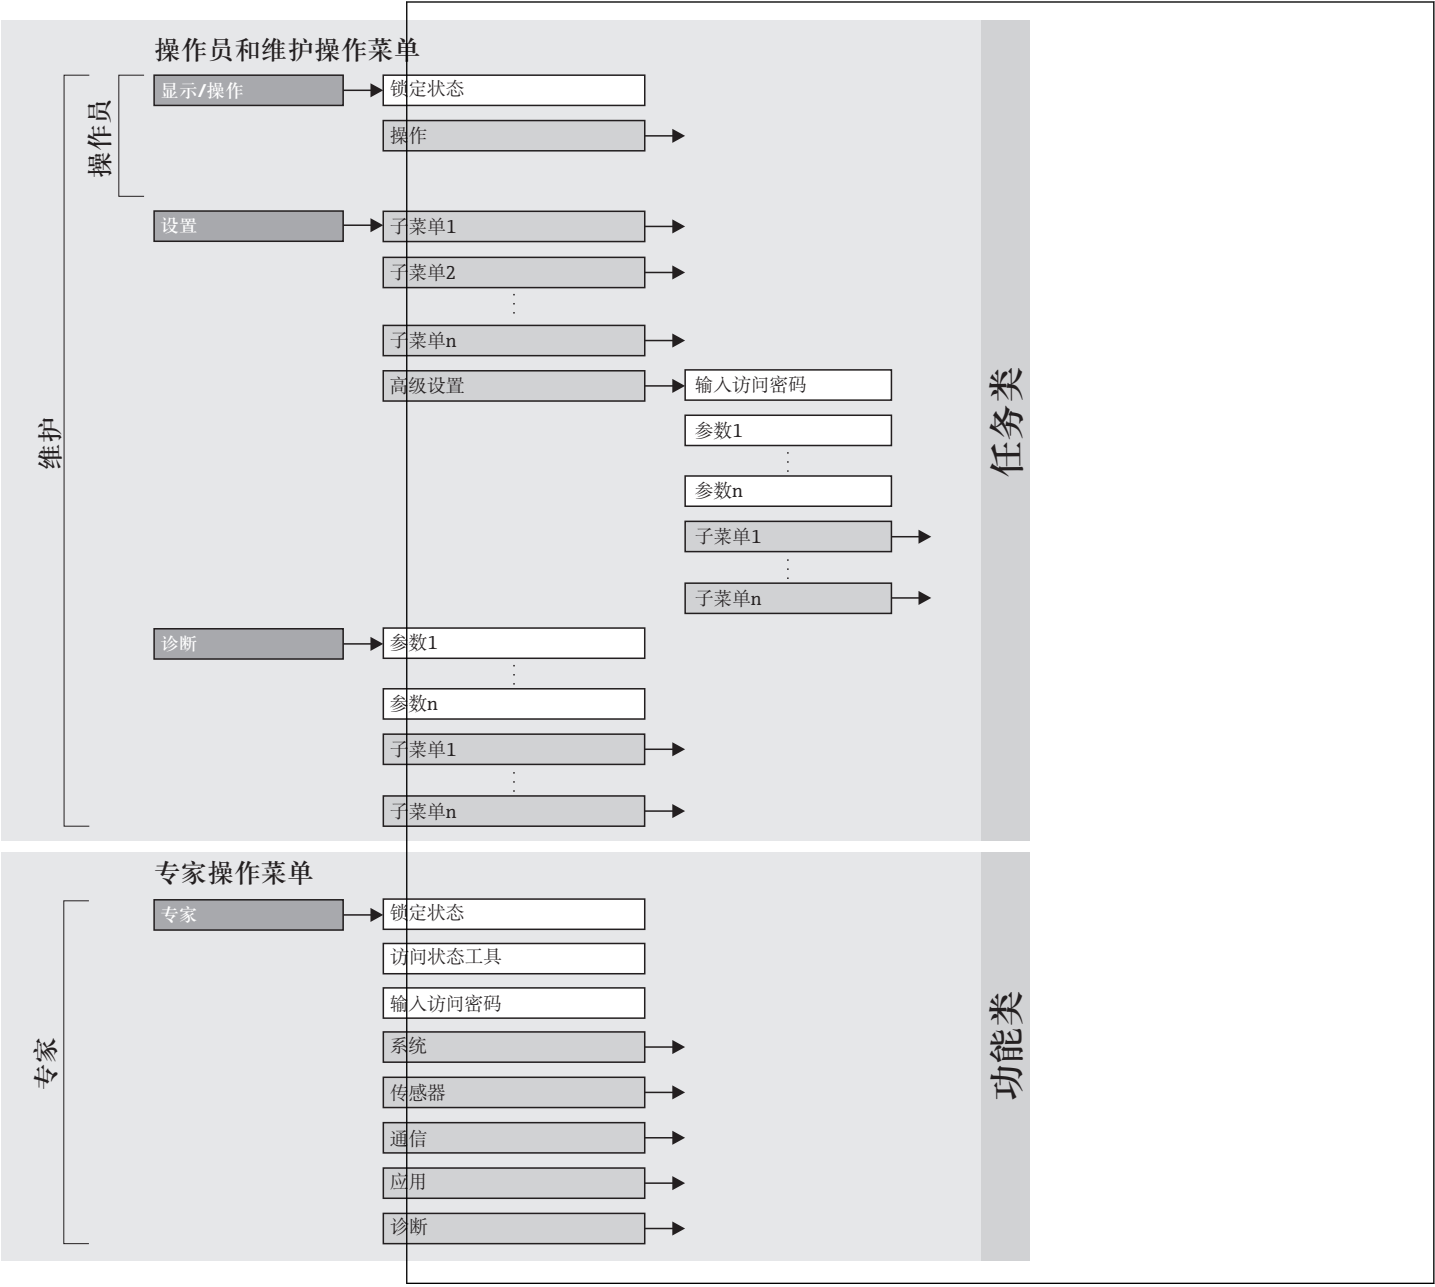 操作员和维护操作菜单
操作员
显示/操作
锁定状态
操作
维护
设置
子菜单1
子菜单2
子菜单n
高级设置
输入访问密码
参数1
参数n
子菜单1
子菜单n
任务类
诊断
参数1
参数n
子菜单1
子菜单n
专家操作菜单
专家
专家
锁定状态
访问状态工具
输入访问密码
系统
传感器
通信
应用
诊断
功能类